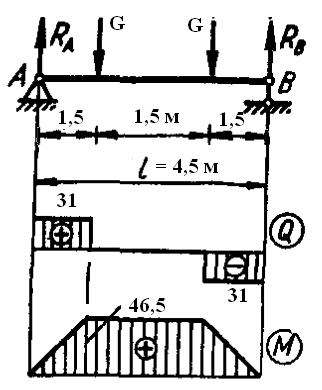 R_A G G R_B
A B
1,5 1,5 м 1,5
l = 4,5 м
31
+ Q
−
31
46,5
+ M